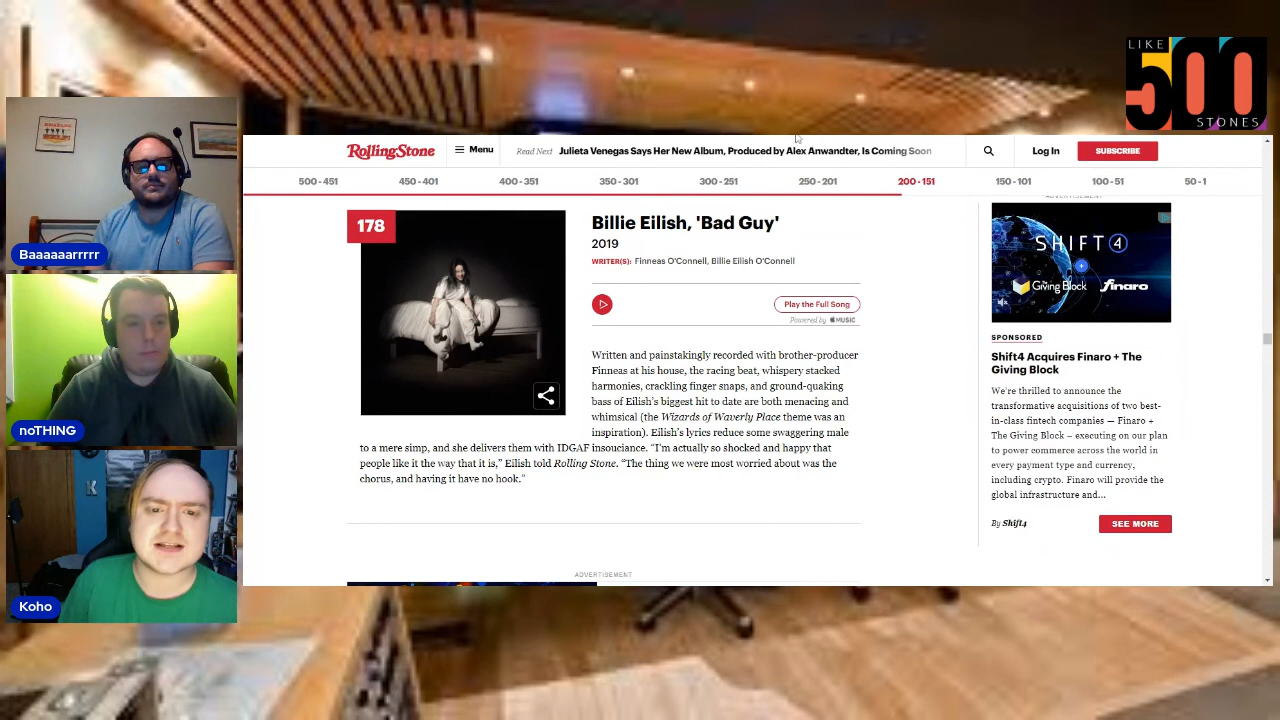 LIKE
500
STONES
Baaaaaarrrrr
noTHING
Koho
RollingStone
Menu
Read Next Julieta Venegas Says Her New Album, Produced by Alex Anwandter, Is Coming Soon
Log In
SUBSCRIBE
500-451
450-401
400-351
350-301
300-251
250-201
200-151
150-101
100-51
50-1
178
Billie Eilish, 'Bad Guy'
2019
WRITER(S): Finneas O'Connell, Billie Eilish O'Connell
Play the Full Song
Powered by MUSIC
Written and painstakingly recorded with brother-producer
Finneas at his house, the racing beat, whispery stacked
harmonies, crackling finger snaps, and ground-quaking
bass of Eilish's biggest hit to date are both menacing and
whimsical (the Wizards of Waverly Place theme was an
inspiration). Eilish's lyrics reduce some swaggering male
to a mere simp, and she delivers them with IDGAF insouciance. “I'm actually so shocked and happy that
people like it the way that it is,” Eilish told Rolling Stone. “The thing we were most worried about was the
chorus, and having it have no hook.”
ADVERTISEMENT
ADVERTISEMENT
SHIFT4
Giving Block
finaro
SPONSORED
Shift4 Acquires Finaro + The
Giving Block
We're thrilled to announce the
transformative acquisitions of two best-
in-class fintech companies — Finaro +
The Giving Block – executing on our plan
to power commerce across the world in
every payment type and currency,
including crypto. Finaro will provide the
global infrastructure and...
By Shift4
SEE MORE